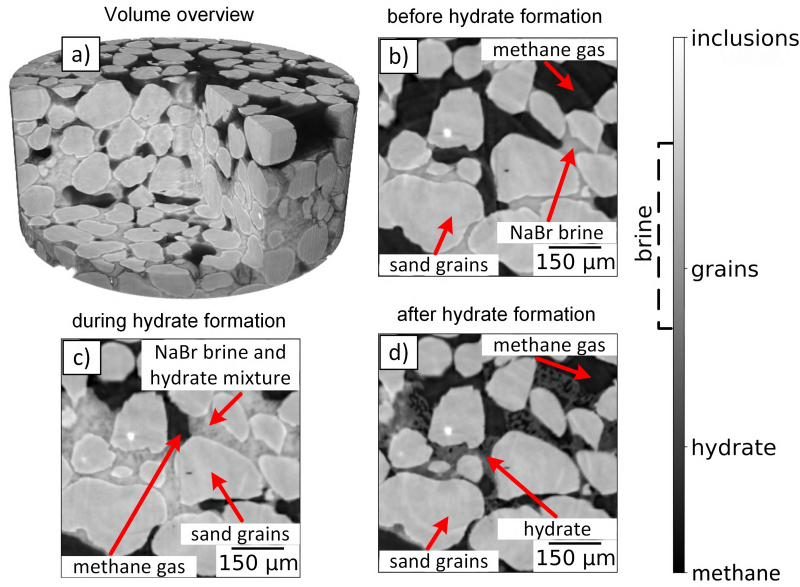 Volume overview
a)
before hydrate formation
b)
methane gas
NaBr brine
sand grains
150 µm
during hydrate formation
c)
NaBr brine and
hydrate mixture
sand grains
methane gas
150 µm
after hydrate formation
d)
methane gas
hydrate
sand grains
150 µm
inclusions
brine
grains
hydrate
methane